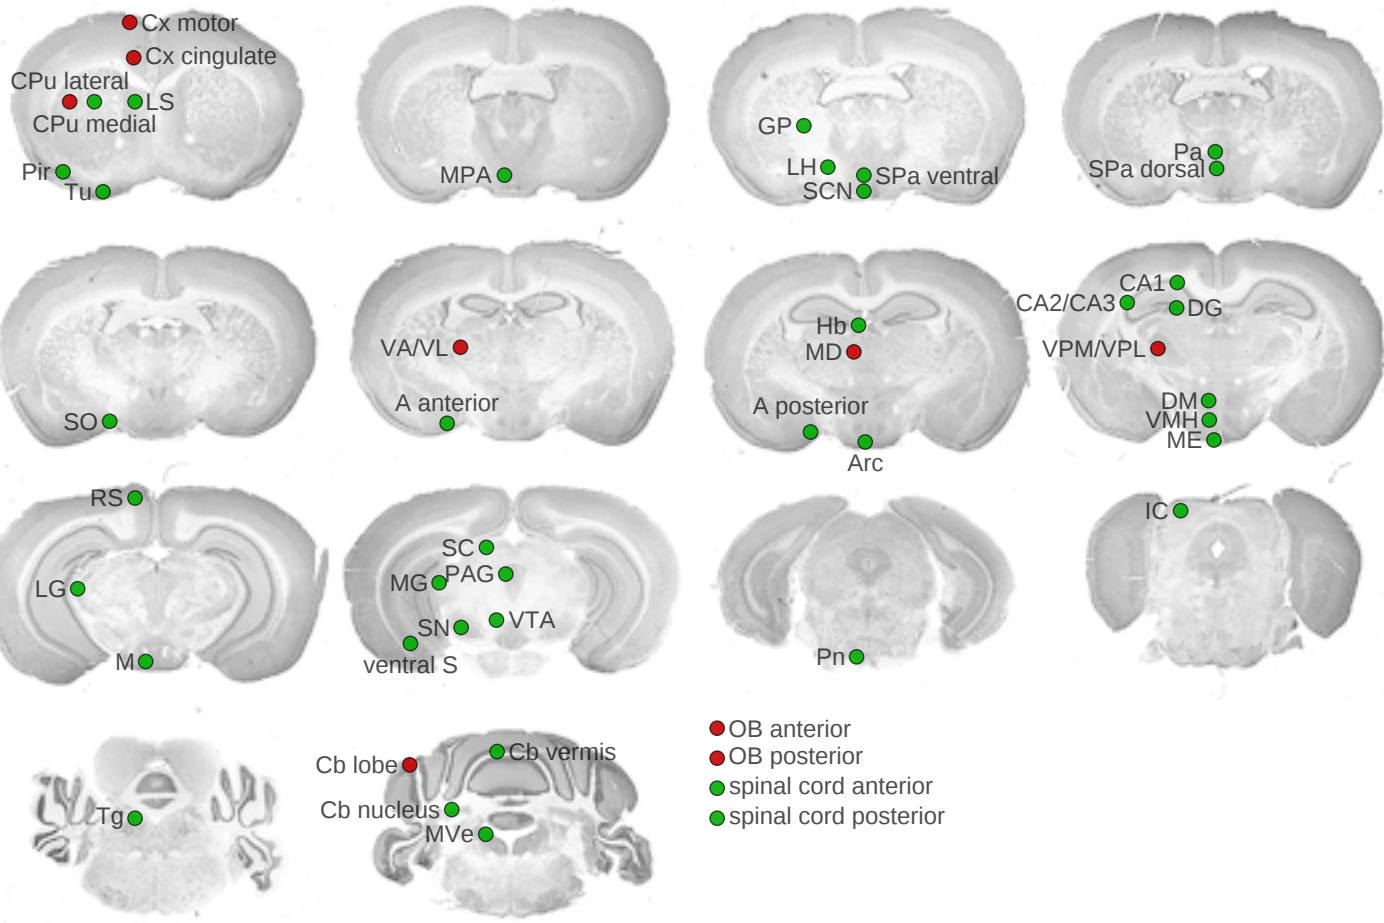 Cx motor
Cx cingulate
CPu lateral
LS
CPu medial
Pir
Tu
MPA
GP
LH
SPa ventral
SCN
Pa
SPa dorsal
SO
VA/VL
A anterior
Hb
MD
A posterior
Arc
CA1
CA2/CA3
DG
VPM/VPL
DM
VMH
ME
RS
LG
M
SC
MG
PAG
SN
VTA
ventral S
Pn
IC
Tg
Cb lobe
Cb vermis
Cb nucleus
MVe
OB anterior
OB posterior
spinal cord anterior
spinal cord posterior